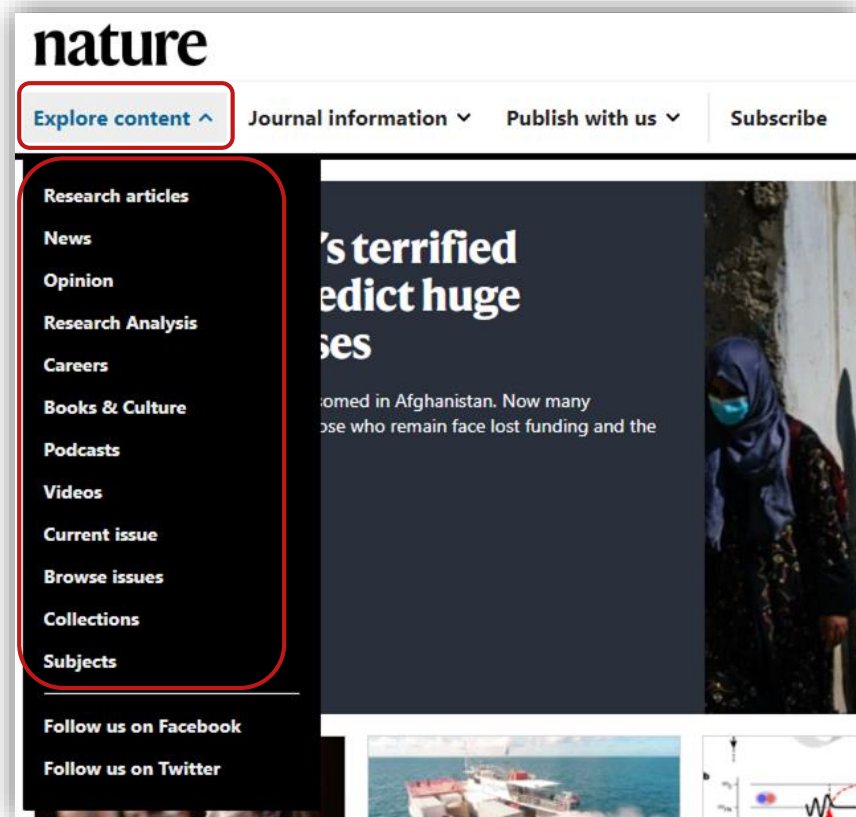 nature
Explore content
Journal information
Publish with us
Subscribe
Research articles
News
Opinion
Research Analysis
Careers
Books & Culture
Podcasts
Videos
Current issue
Browse issues
Collections
Subjects
Follow us on Facebook
Follow us on Twitter
's terrified
edict huge
ses
comed in Afghanistan. Now many
ose who remain face lost funding and the
b